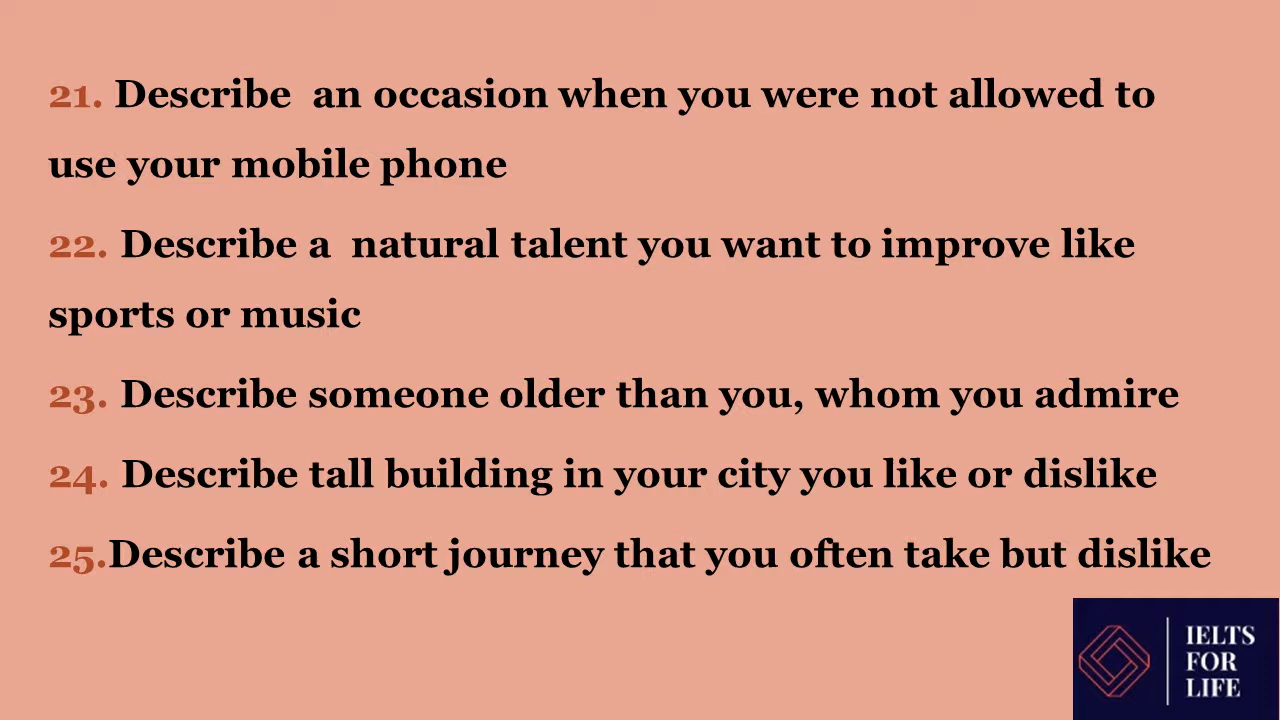 21. Describe  an occasion when you were not allowed to
use your mobile phone
22. Describe a  natural talent you want to improve like
sports or music
23. Describe someone older than you, whom you admire
24. Describe tall building in your city you like or dislike
25.Describe a short journey that you often take but dislike
IELTS
FOR
LIFE